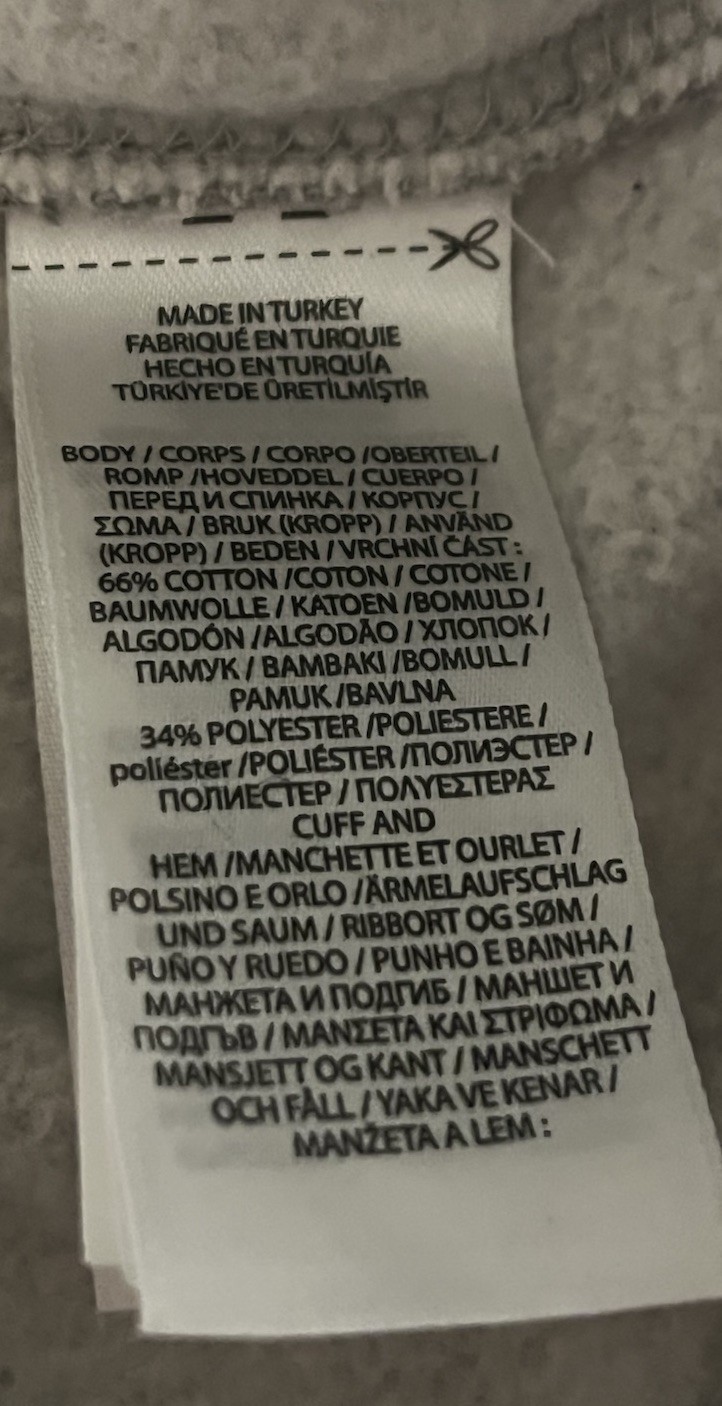 MADE IN TURKEY
FABRIQUÉ EN TURQUIE
HECHO EN TURQUÍA
TÜRKİYE'DE ÜRETİLMİŞTİR
BODY / CORPS / CORPO /OBERTEIL /
ROMP /HOVEDDEL / CUERPO /
ПЕРЕД И СПИНКА / КОРПУС /
ΣΩΜΑ / BRUK (KROPP) / ANVÄND
(KROPP) / BEDEN / VRCHNÍ ČÁST :
66% COTTON /COTON / COTONE /
BAUMWOLLE / KATOEN /BOMULD /
ALGODÓN /ALGODÃO / ХЛОПОК /
ПАМУК / BAMBAKI /BOMULL /
PAMUK /BAVLNA
34% POLYESTER /POLIESTERE /
poliéster /POLIÉSTER /ПОЛИЭСТЕР /
ПОЛИЕСТЕР / ΠΟΛΥΕΣΤΕΡΑΣ
CUFF AND
HEM /MANCHETTE ET OURLET /
POLSINO E ORLO /ÄRMELAUFSCHLAG
UND SAUM / RIBBORT OG SØM /
PUÑO Y RUEDO / PUNHO E BAINHA /
МАНЖЕТА И ПОДГИБ / МАНШЕТ И
ПОДГЪВ / ΜΑΝΣΕΤΑ ΚΑΙ ΣΤΡΙΦΩΜΑ /
MANSJETT OG KANT / MANSCHETT
OCH FÅLL / YAKA VE KENAR /
MANŽETA A LEM :